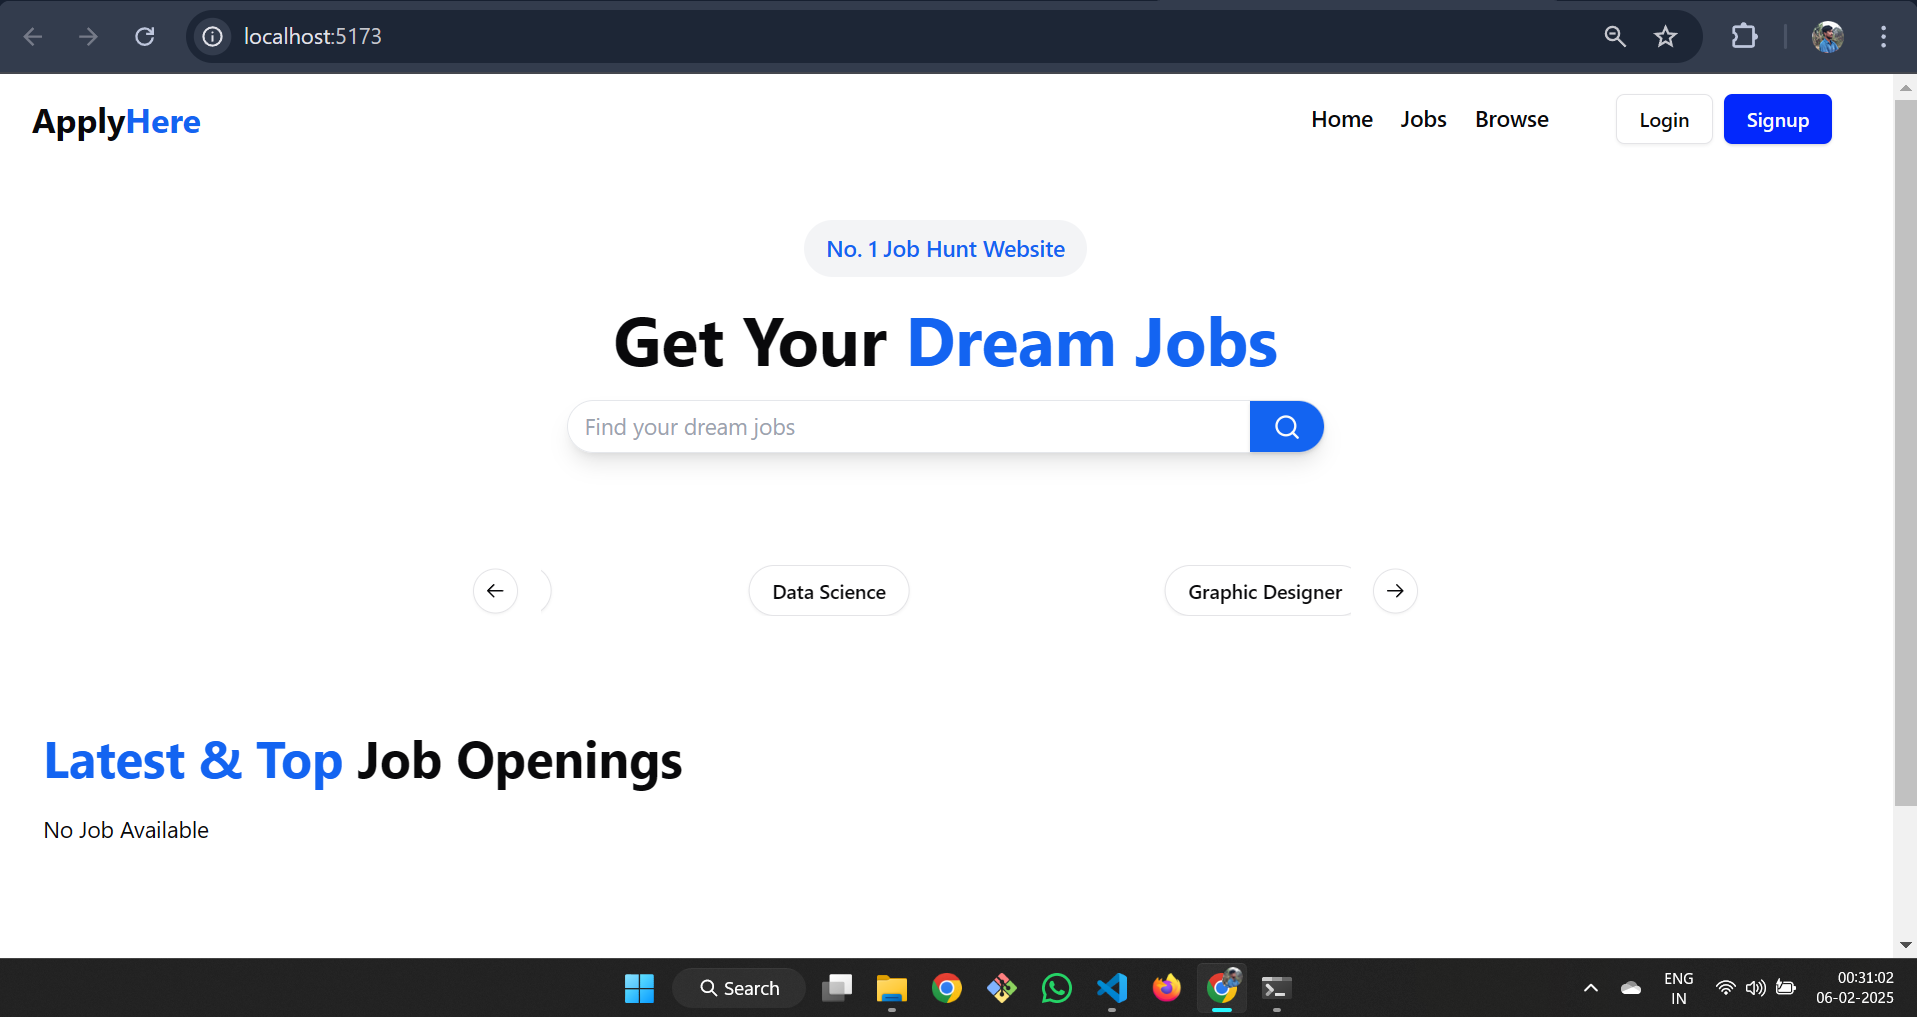 localhost:5173
ApplyHere
Home Jobs Browse Login Signup
No. 1 Job Hunt Website
Get Your Dream Jobs
Find your dream jobs
Data Science Graphic Designer
Latest & Top Job Openings
No Job Available
Search
ENG
IN
00:31:02
06-02-2025